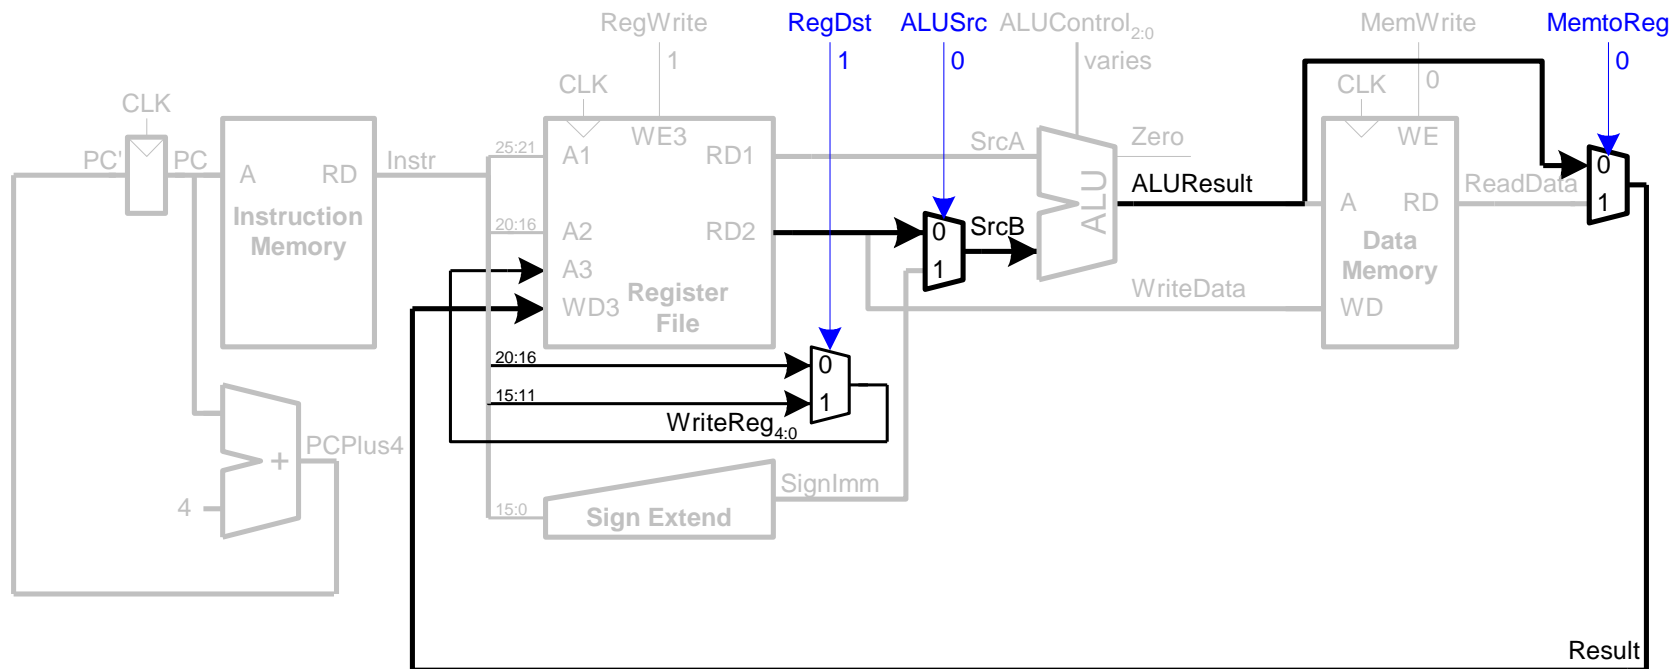 RegWrite RegDst ALUSrc ALUControl2:0 MemWrite MemtoReg
1 1 0 varies 0 0
CLK CLK CLK
PC' PC Instr SrcA Zero
A RD
Instruction
Memory
25:21 A1 WE3 RD1
20:16 A2 RD2
A3
WD3 Register
File
0 SrcB
1
ALU
ALUResult
WE
A RD ReadData
Data
Memory
WriteData WD
0
1
20:16 0
15:11 1
WriteReg4:0
PCPlus4
+
4
SignImm
15:0 Sign Extend
Result